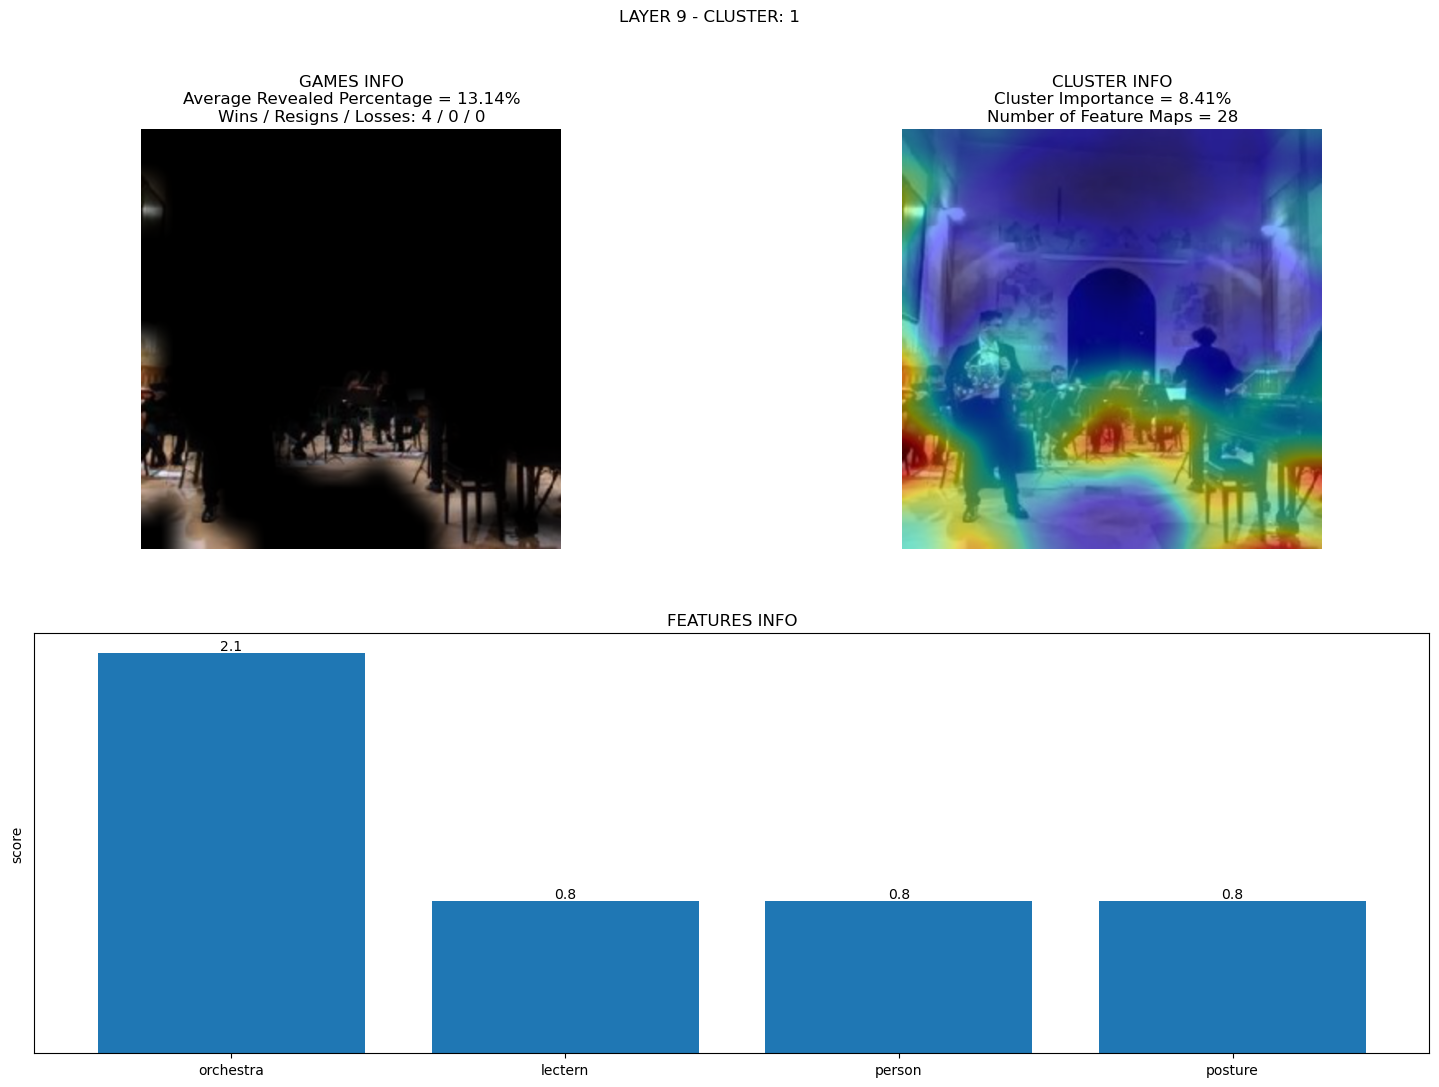 LAYER 9 - CLUSTER: 1
GAMES INFO
Average Revealed Percentage = 13.14%
Wins / Resigns / Losses: 4 / 0 / 0
CLUSTER INFO
Cluster Importance = 8.41%
Number of Feature Maps = 28
FEATURES INFO
score
2.1
0.8
0.8
0.8
orchestra
lectern
person
posture